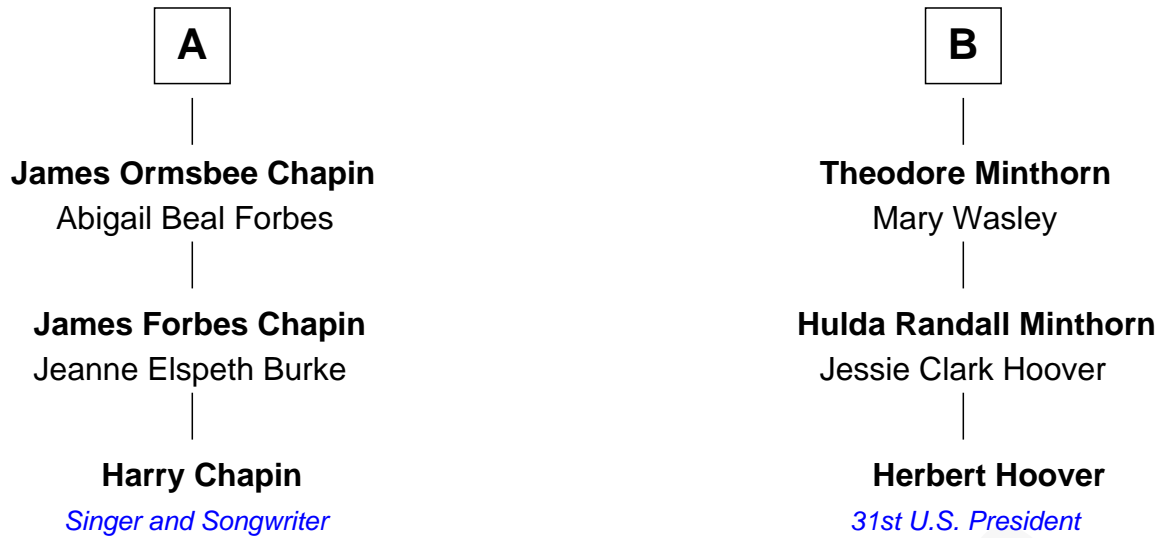 A
James Ormsbee Chapin
Abigail Beal Forbes
James Forbes Chapin
Jeanne Elspeth Burke
Harry Chapin
Singer and Songwriter
B
Theodore Minthorn
Mary Wasley
Hulda Randall Minthorn
Jessie Clark Hoover
Herbert Hoover
31st U.S. President